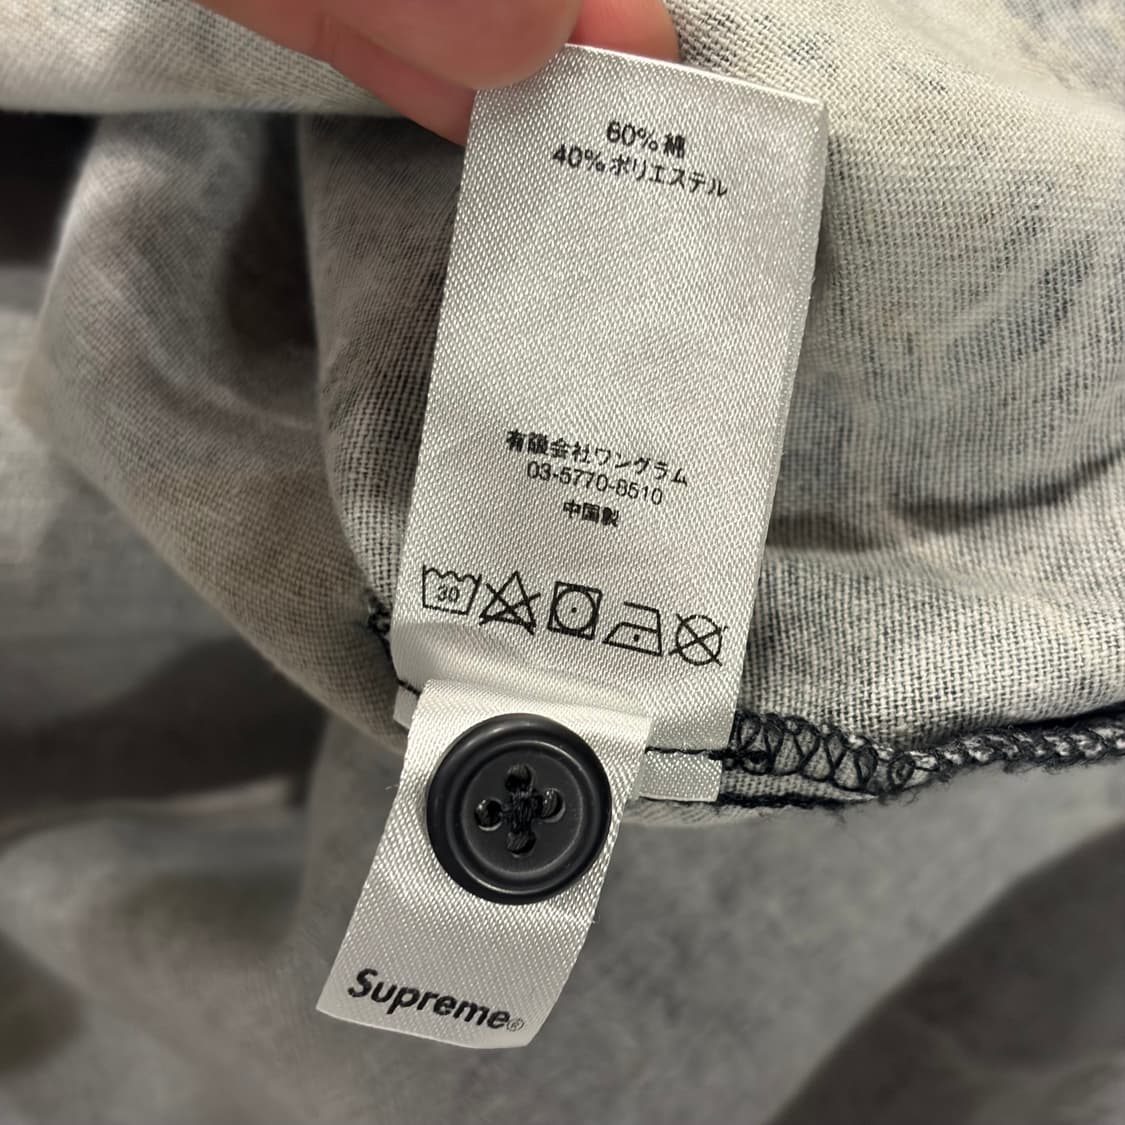 60%綿
40%ポリエステル
有限会社ワングラム
03-5770-8510
中国製
30
Supreme®